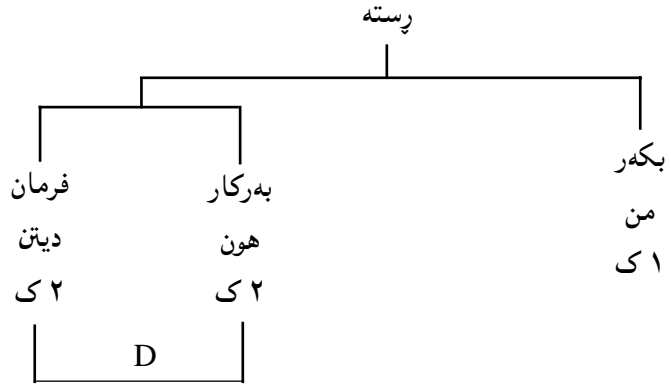 ڕستە
بکەر
من
١ ک
بەرکار
هون
٢ ک
فرمان
دیتن
٢ ک
D